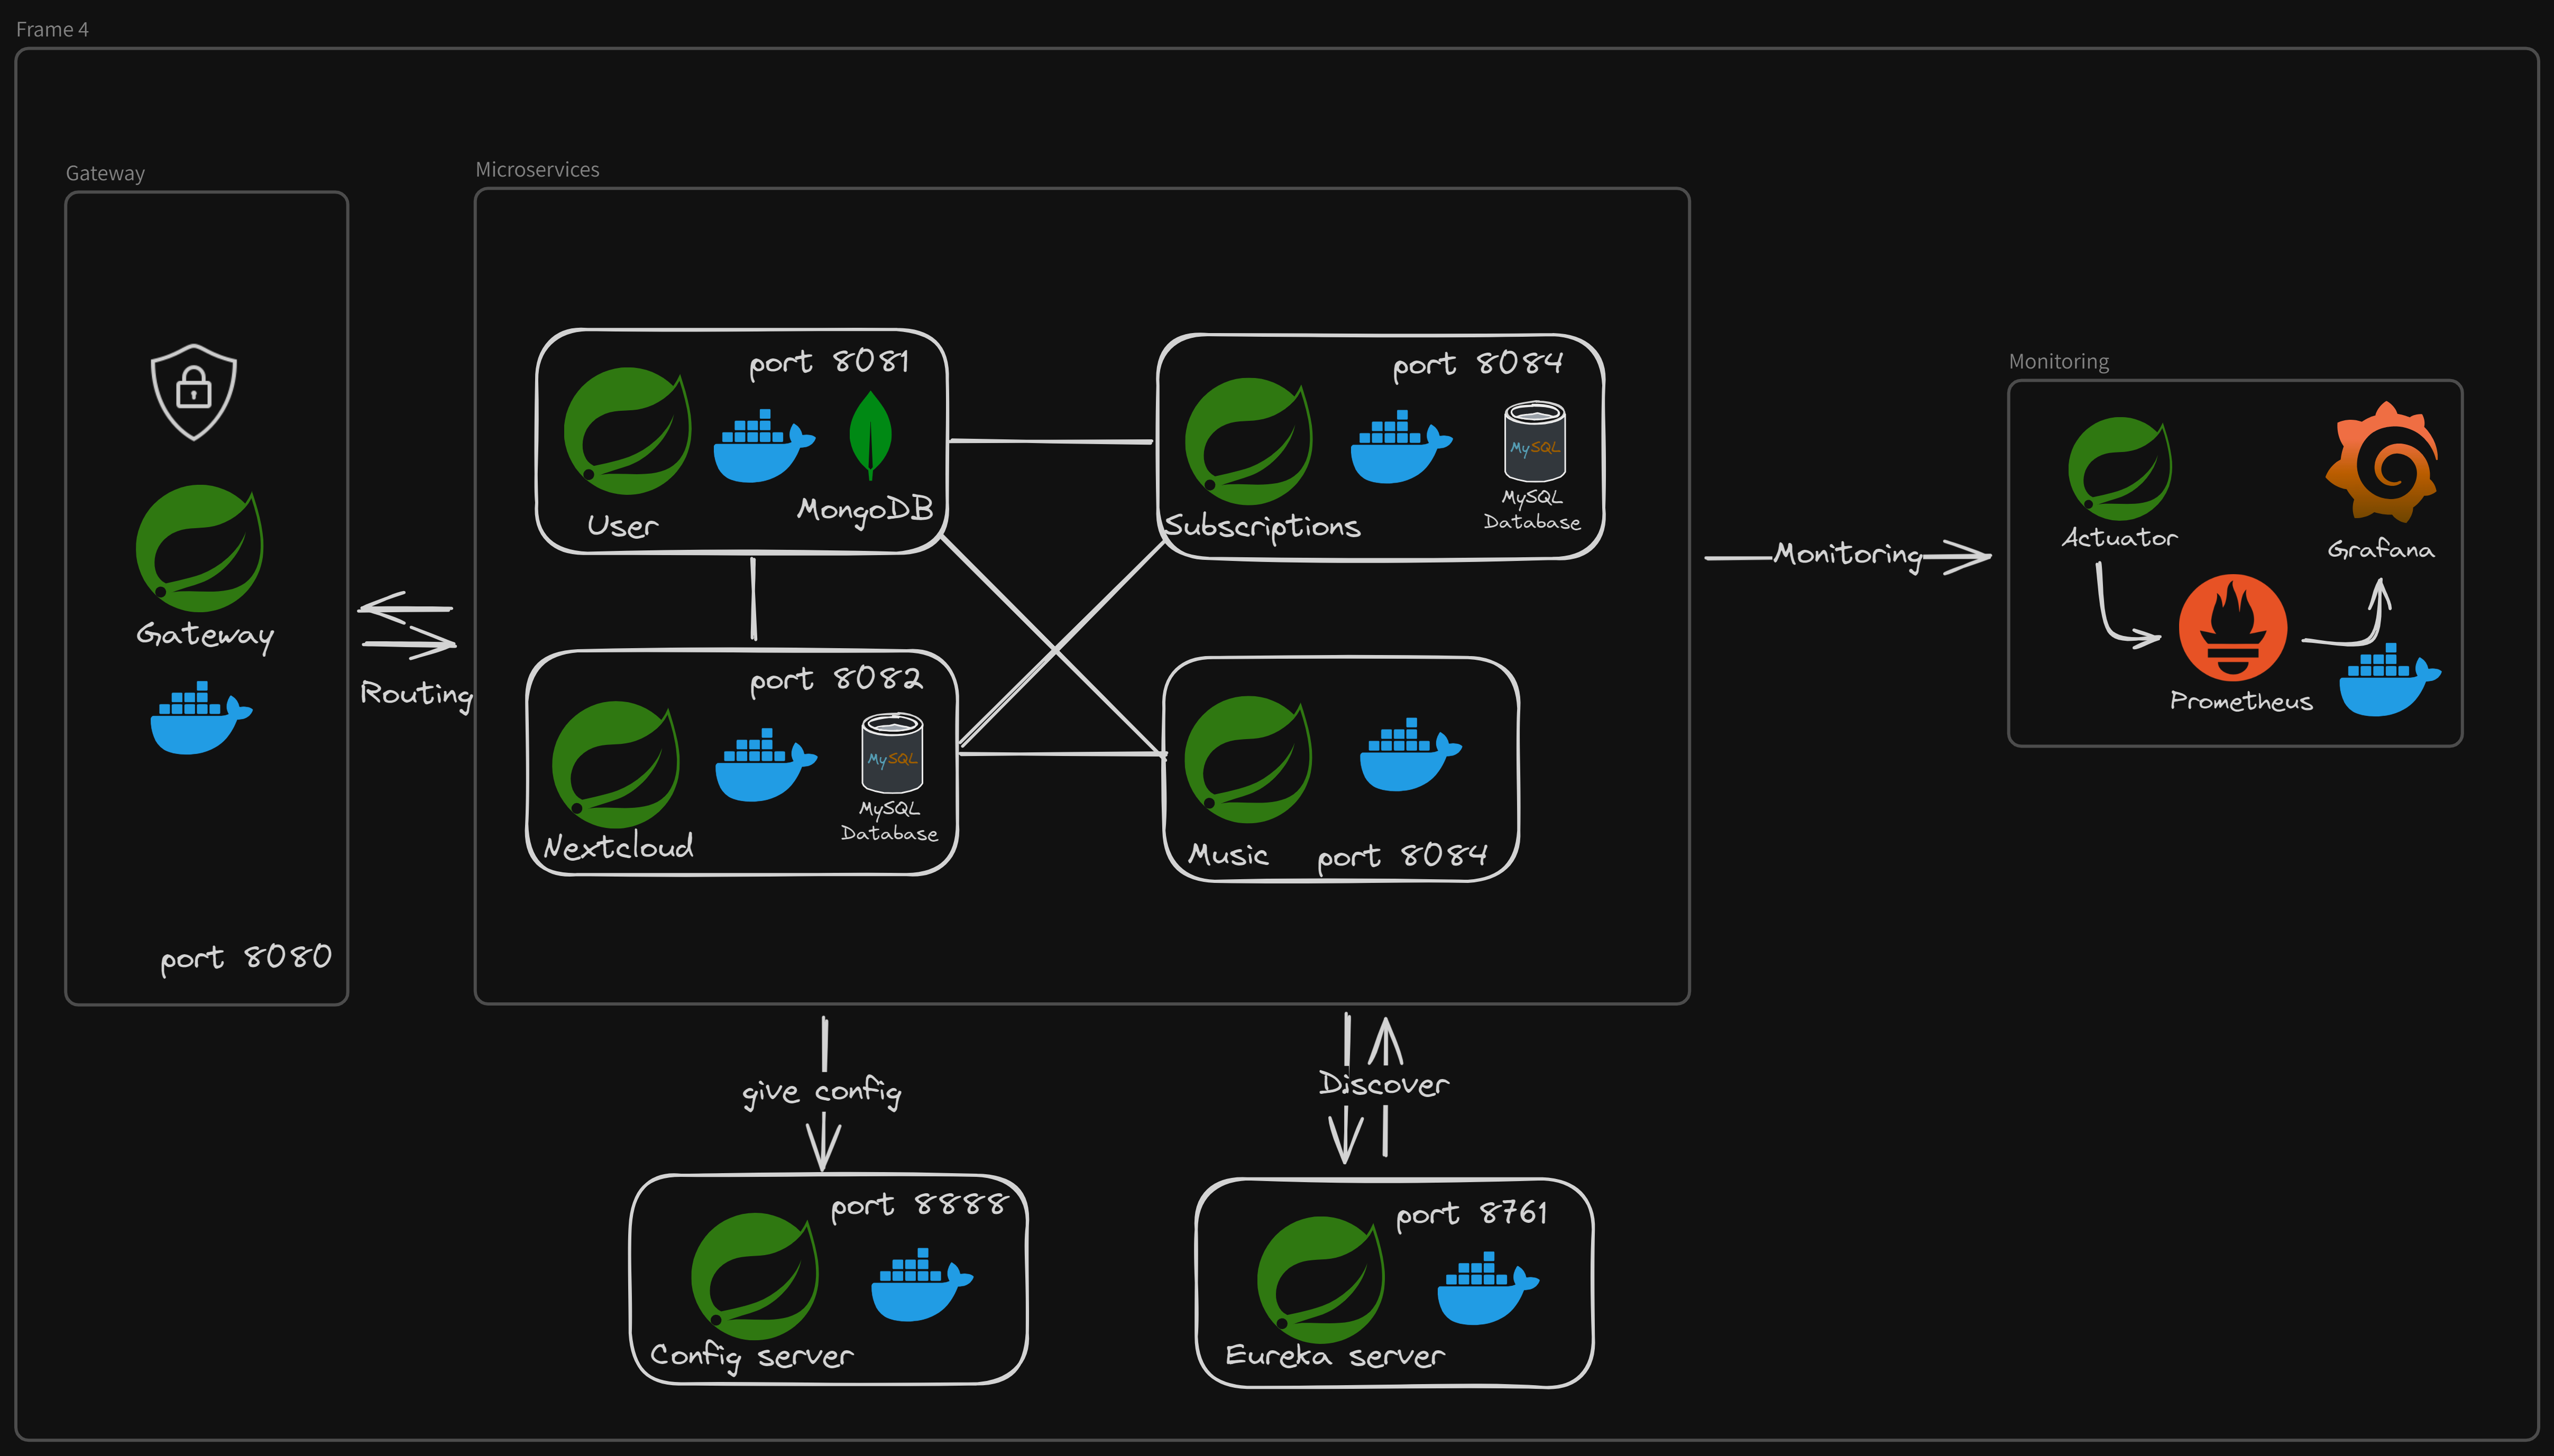 Frame 4
Gateway
Gateway
port 8080
Routing
Microservices
port 8081
MongoDB
User
port 8084
MySQL
MySQL
Database
Subscriptions
port 8082
MySQL
MySQL
Database
Nextcloud
Music
port 8084
Monitoring
Monitoring
Actuator
Grafana
Prometheus
give config
Discover
port 8888
Config server
port 8761
Eureka server